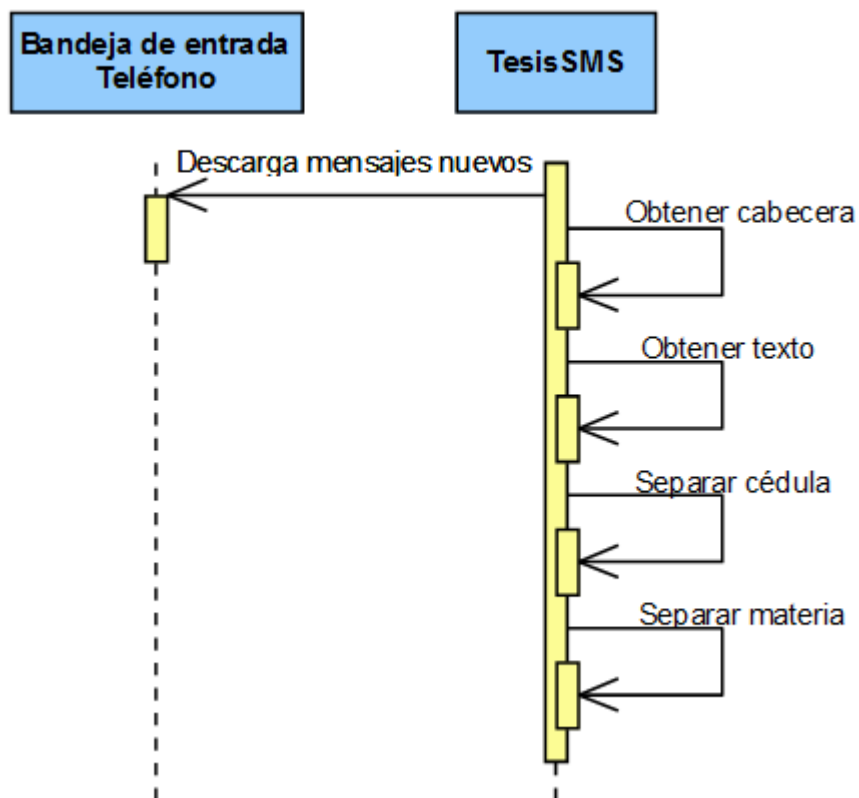 Bandeja de entrada
Teléfono
TesisSMS
Descarga mensajes nuevos
Obtener cabecera
Obtener texto
Separar cédula
Separar materia